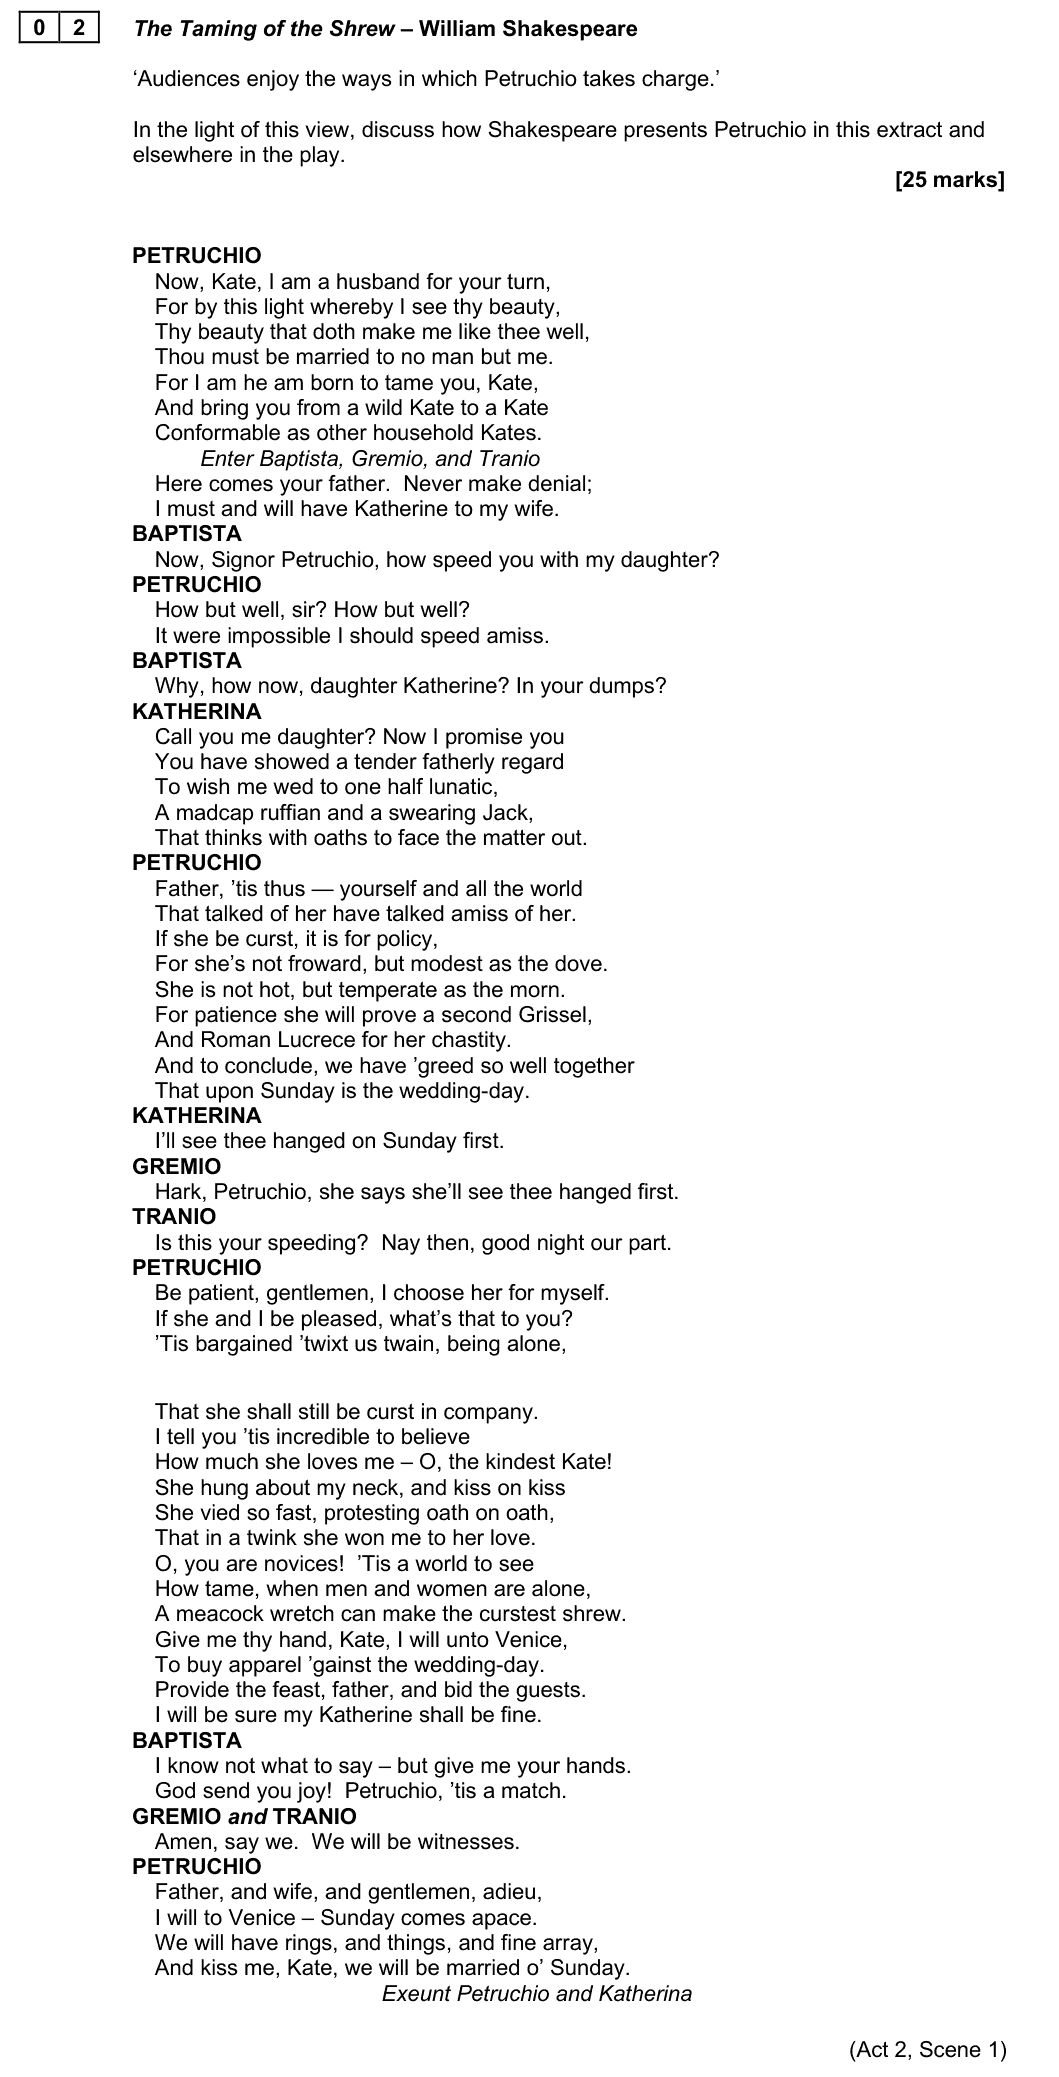 0 2 The Taming of the Shrew – William Shakespeare
‘Audiences enjoy the ways in which Petruchio takes charge.’
In the light of this view, discuss how Shakespeare presents Petruchio in this extract and
elsewhere in the play.
[25 marks]
PETRUCHIO
Now, Kate, I am a husband for your turn,
For by this light whereby I see thy beauty,
Thy beauty that doth make me like thee well,
Thou must be married to no man but me.
For I am he am born to tame you, Kate,
And bring you from a wild Kate to a Kate
Conformable as other household Kates.
Enter Baptista, Gremio, and Tranio
Here comes your father.  Never make denial;
I must and will have Katherine to my wife.
BAPTISTA
Now, Signor Petruchio, how speed you with my daughter?
PETRUCHIO
How but well, sir? How but well?
It were impossible I should speed amiss.
BAPTISTA
Why, how now, daughter Katherine? In your dumps?
KATHERINA
Call you me daughter? Now I promise you
You have showed a tender fatherly regard
To wish me wed to one half lunatic,
A madcap ruffian and a swearing Jack,
That thinks with oaths to face the matter out.
PETRUCHIO
Father, ’tis thus — yourself and all the world
That talked of her have talked amiss of her.
If she be curst, it is for policy,
For she’s not froward, but modest as the dove.
She is not hot, but temperate as the morn.
For patience she will prove a second Grissel,
And Roman Lucrece for her chastity.
And to conclude, we have ’greed so well together
That upon Sunday is the wedding-day.
KATHERINA
I’ll see thee hanged on Sunday first.
GREMIO
Hark, Petruchio, she says she’ll see thee hanged first.
TRANIO
Is this your speeding?  Nay then, good night our part.
PETRUCHIO
Be patient, gentlemen, I choose her for myself.
If she and I be pleased, what’s that to you?
’Tis bargained ’twixt us twain, being alone,
That she shall still be curst in company.
I tell you ’tis incredible to believe
How much she loves me – O, the kindest Kate!
She hung about my neck, and kiss on kiss
She vied so fast, protesting oath on oath,
That in a twink she won me to her love.
O, you are novices!  ’Tis a world to see
How tame, when men and women are alone,
A meacock wretch can make the curstest shrew.
Give me thy hand, Kate, I will unto Venice,
To buy apparel ’gainst the wedding-day.
Provide the feast, father, and bid the guests.
I will be sure my Katherine shall be fine.
BAPTISTA
I know not what to say – but give me your hands.
God send you joy!  Petruchio, ’tis a match.
GREMIO and TRANIO
Amen, say we.  We will be witnesses.
PETRUCHIO
Father, and wife, and gentlemen, adieu,
I will to Venice – Sunday comes apace.
We will have rings, and things, and fine array,
And kiss me, Kate, we will be married o’ Sunday.
Exeunt Petruchio and Katherina
(Act 2, Scene 1)